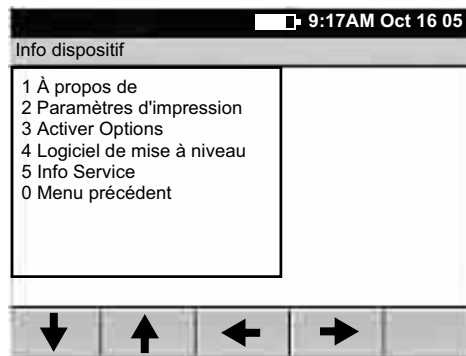 9:17AM Oct 16 05
Info dispositif
1 À propos de
2 Paramètres d'impression
3 Activer Options
4 Logiciel de mise à niveau
5 Info Service
0 Menu précédent